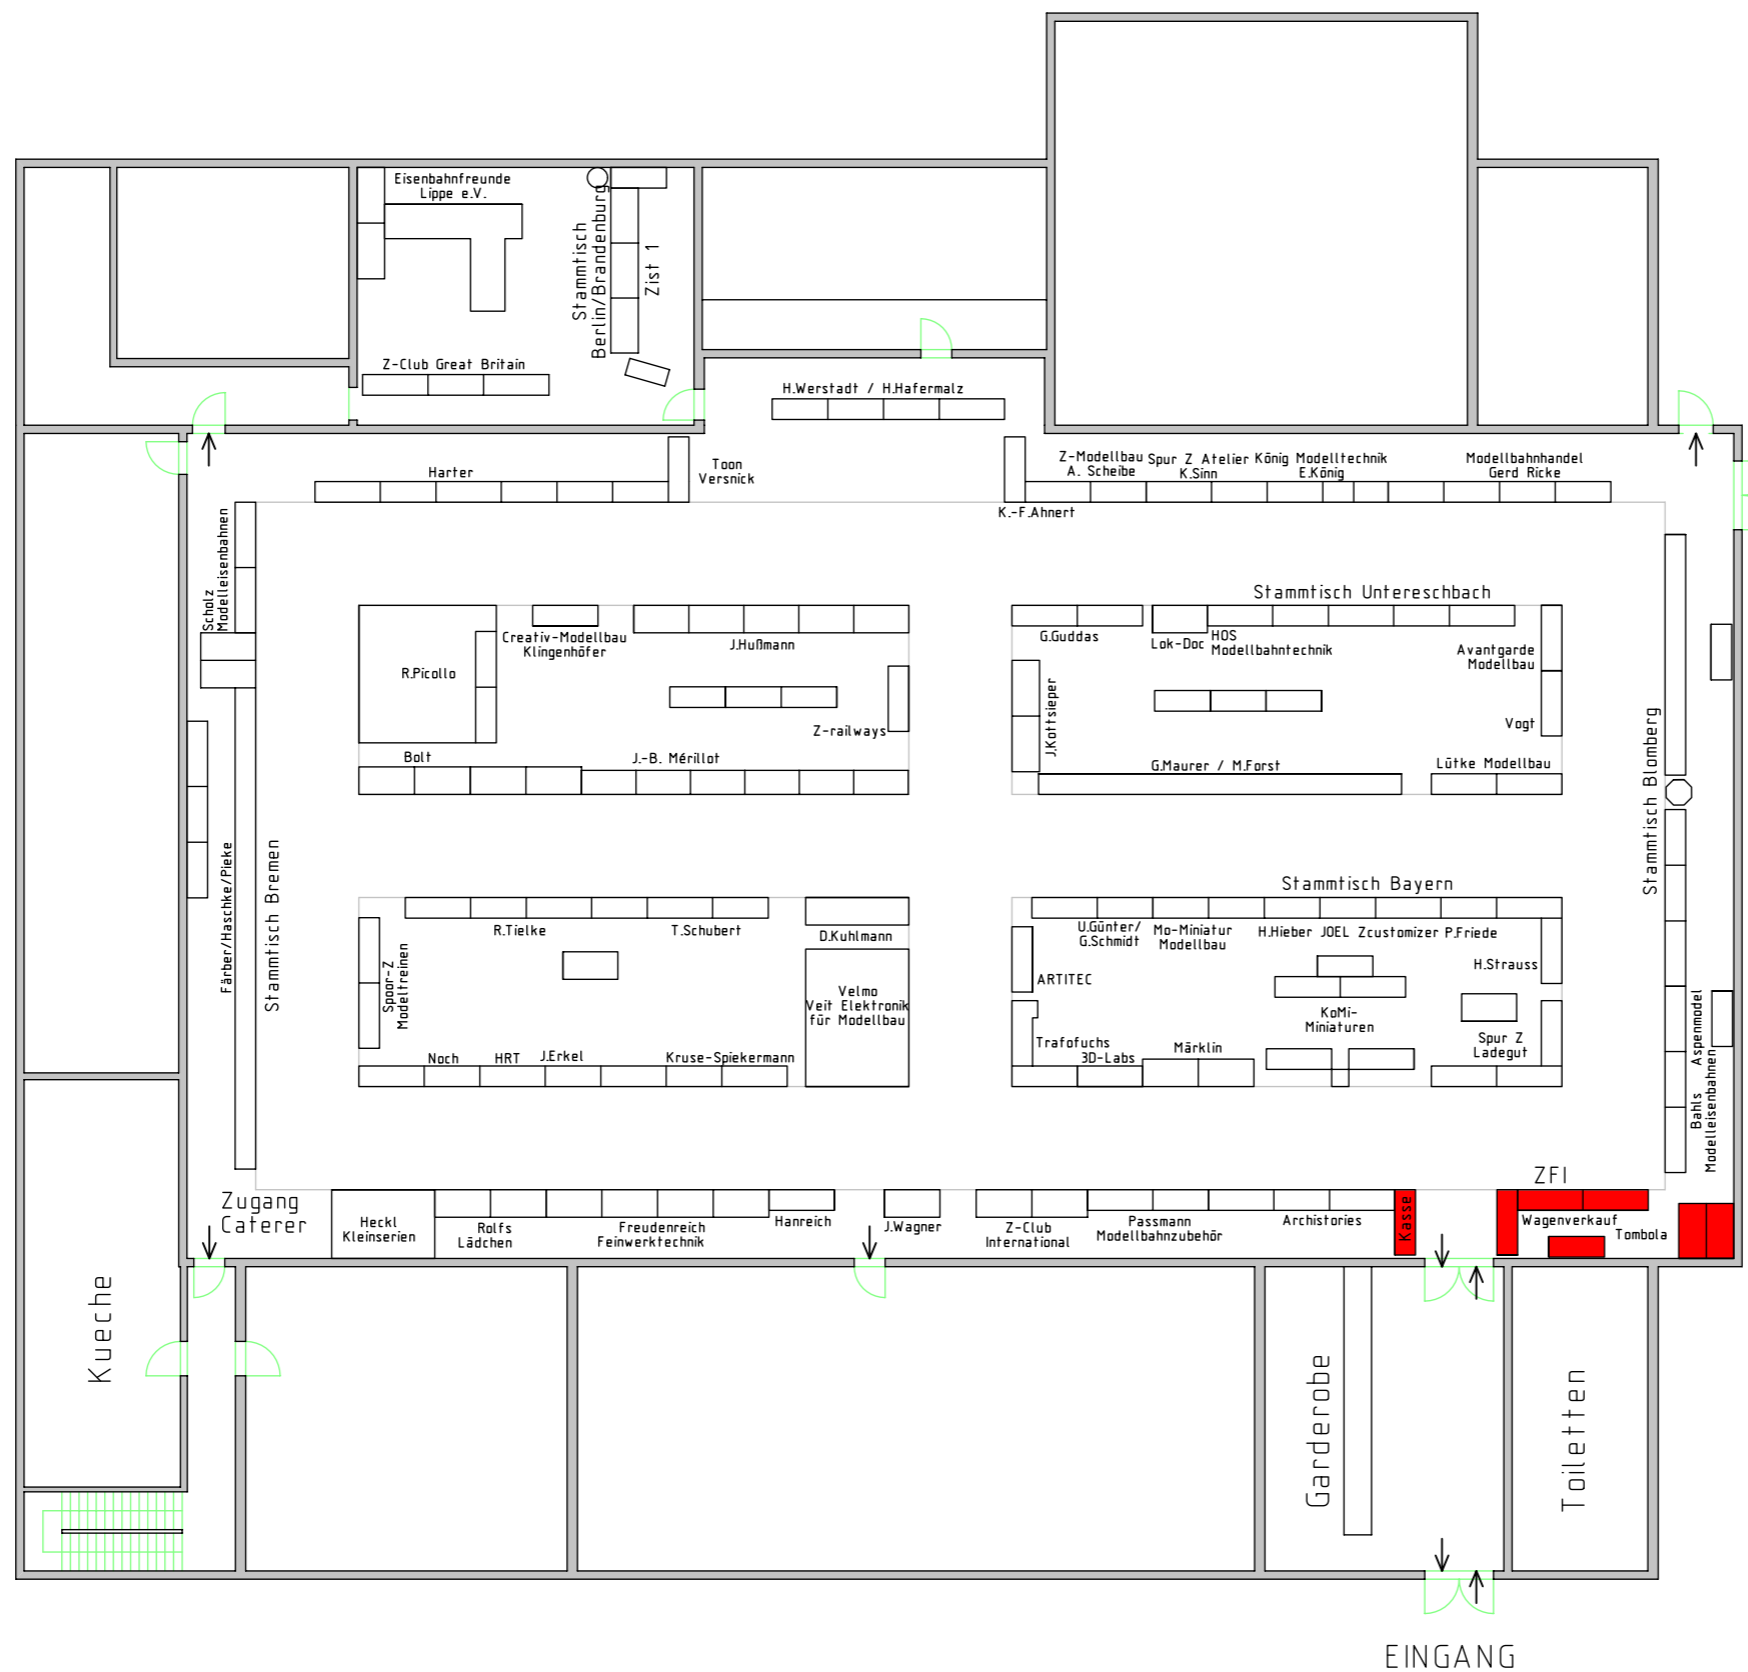 Eisenbahnfreunde
Lippe e.V.
Stammtisch
Berlin/Brandenburg
Zist 1
Z-Club Great Britain
H.Werstadt / H.Hafermalz
Harter
Toon
Versnick
K.-F.Ahnert
Z-Modellbau
A. Scheibe
Spur Z Atelier
K.Sinn
König Modelltechnik
E.König
Modellbahnhandel
Gerd Ricke
Scholz
Modelleisenbahnen
R.Picollo
Creativ-Modellbau
Klingenhöfer
J.Hußmann
Z-railways
Bolt
J.-B. Mérillot
Stammtisch Untereschbach
G.Guddas
Lok-Doc
HOS
Modellbahntechnik
Avantgarde
Modellbau
J.Kottsieper
Vogt
G.Maurer / M.Forst
Lütke Modellbau
Stammtisch Blomberg
Färber/Haschke/Pieke
Stammtisch Bremen
R.Tielke
T.Schubert
D.Kuhlmann
Spoor-Z
Modeltreinen
Velmo
Veit Elektronik
für Modellbau
Noch
HRT
J.Erkel
Kruse-Spiekermann
Stammtisch Bayern
U.Günter/
G.Schmidt
Mo-Miniatur
Modellbau
H.Hieber JOEL Zcustomizer P.Friede
ARTITEC
H.Strauss
KoMi-
Miniaturen
Trafofuchs
3D-Labs
Märklin
Spur Z
Ladegut
Bahls Aspenmodel
Modelleisenbahnen
Zugang
Caterer
Heckl
Kleinserien
Rolfs
Lädchen
Freudenreich
Feinwerktechnik
Hanreich
J.Wagner
Z-Club
International
Passmann
Modellbahnzubehör
Archistories
Kasse
ZFI
Wagenverkauf
Tombola
Kueche
Garderobe
Toiletten
EINGANG